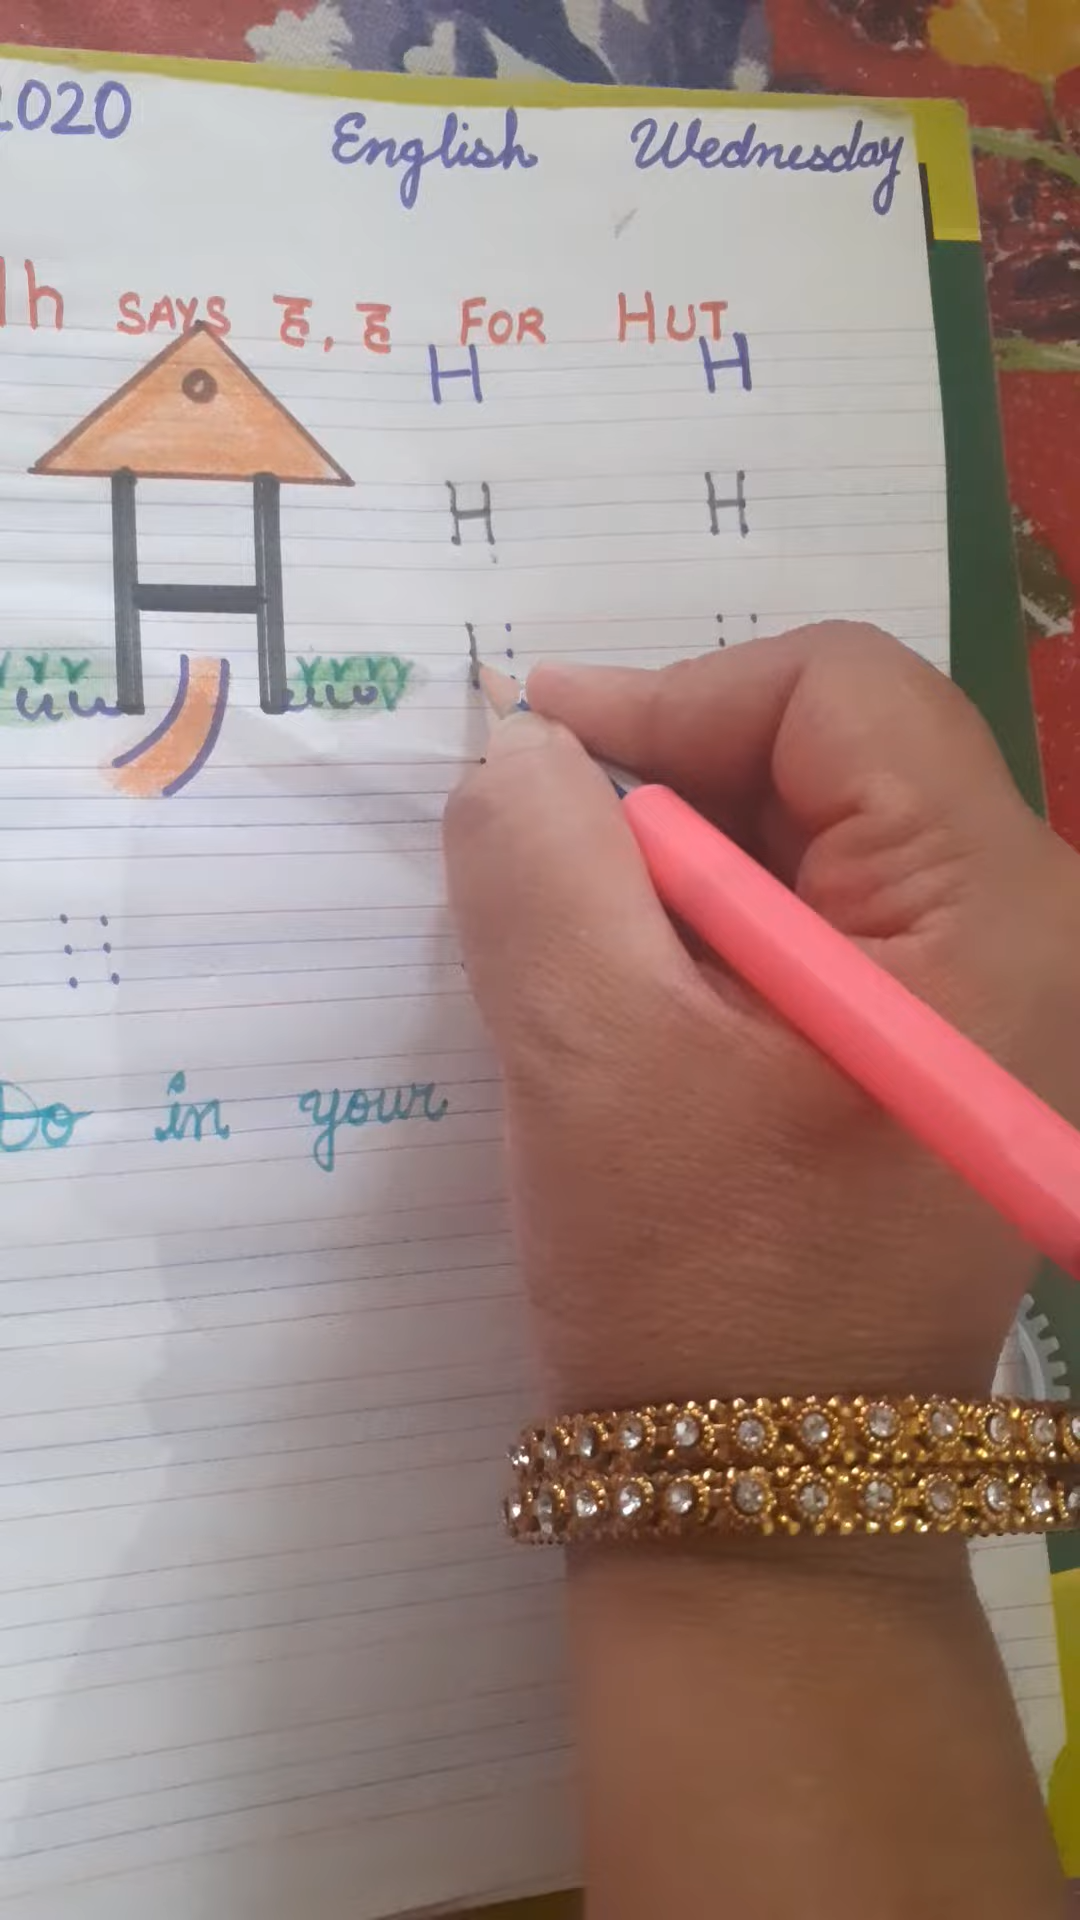 2020 English Wednesday
h SAYS ह, ह FOR HUT
H H
H H
Do in your